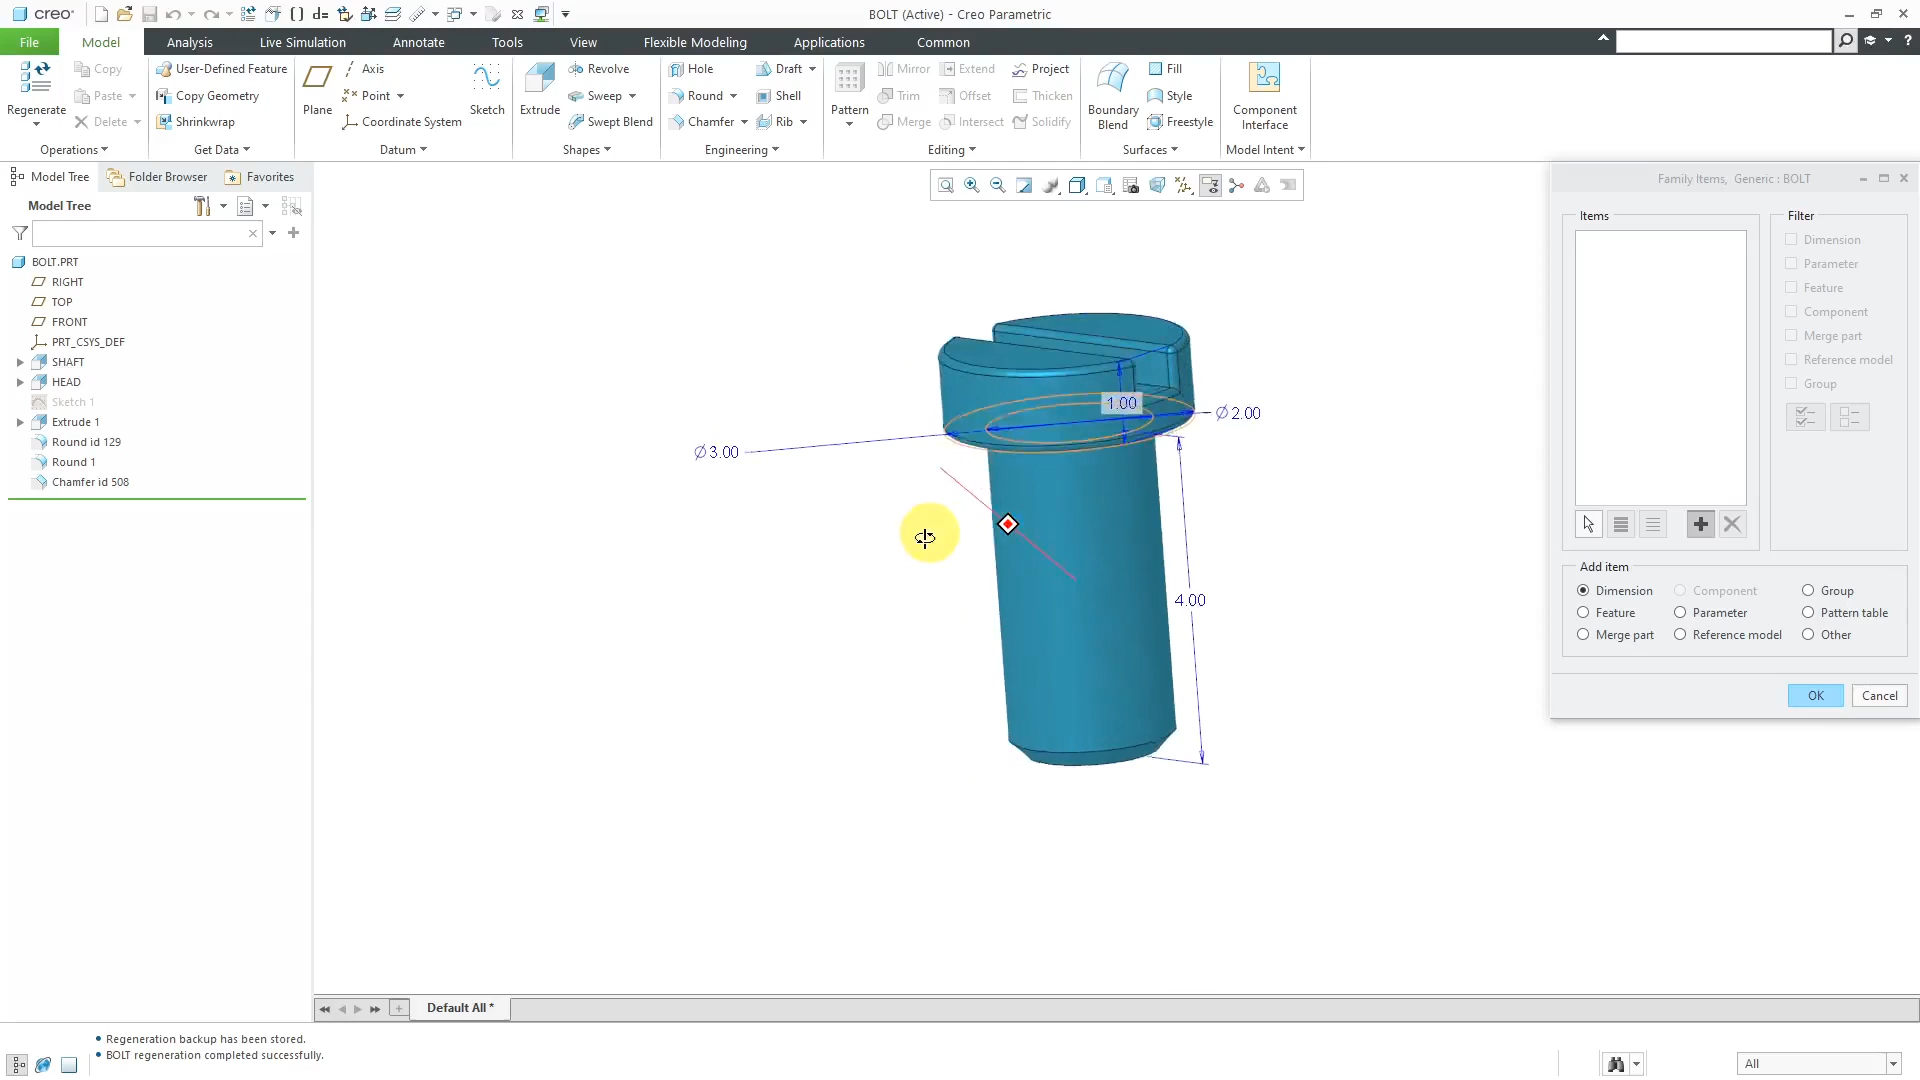 creo
BOLT (Active) - Creo Parametric
File
Model
Analysis
Live Simulation
Annotate
Tools
View
Flexible Modeling
Applications
Common
Regenerate
Copy
Paste
Delete
Operations
User-Defined Feature
Copy Geometry
Shrinkwrap
Get Data
Plane
Axis
Point
Coordinate System
Sketch
Datum
Extrude
Revolve
Sweep
Swept Blend
Shapes
Hole
Round
Chamfer
Draft
Shell
Rib
Engineering
Pattern
Mirror
Trim
Merge
Extend
Offset
Intersect
Project
Thicken
Solidify
Editing
Boundary
Blend
Fill
Style
Freestyle
Surfaces
Component
Interface
Model Intent
Model Tree
Folder Browser
Favorites
Model Tree
BOLT.PRT
RIGHT
TOP
FRONT
PRT_CSYS_DEF
SHAFT
HEAD
Sketch 1
Extrude 1
Round id 129
Round 1
Chamfer id 508
1.00
∅ 2.00
∅ 3.00
4.00
Family Items, Generic : BOLT
Items
Filter
Dimension
Parameter
Feature
Component
Merge part
Reference model
Group
Add item
Dimension
Component
Group
Feature
Parameter
Pattern table
Merge part
Reference model
Other
OK
Cancel
Default All *
• Regeneration backup has been stored.
• BOLT regeneration completed successfully.
All